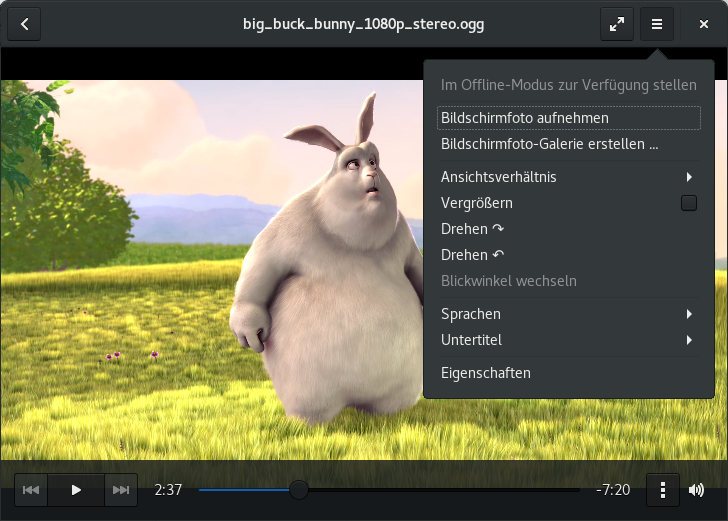 big_buck_bunny_1080p_stereo.ogg
Im Offline-Modus zur Verfügung stellen
Bildschirmfoto aufnehmen
Bildschirmfoto-Galerie erstellen ...
Ansichtsverhältnis
Vergrößern
Drehen ↷
Drehen ↶
Blickwinkel wechseln
Sprachen
Untertitel
Eigenschaften
2:37 -7:20